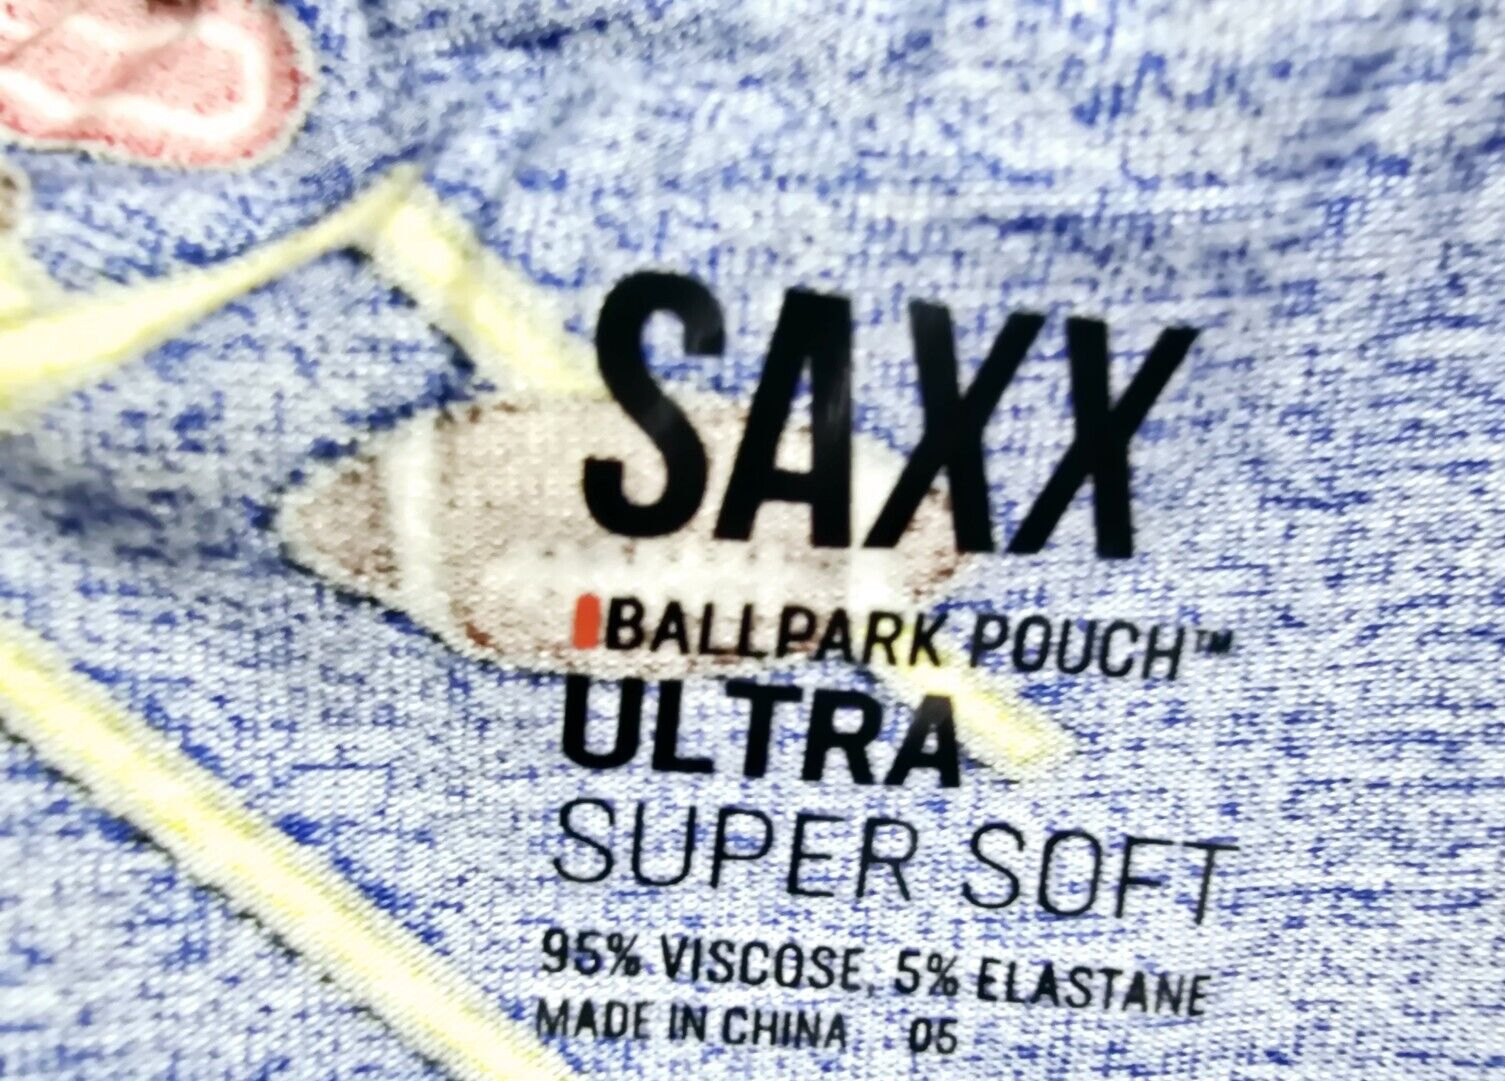 SAXX
BALLPARK POUCH™
ULTRA
SUPER SOFT
95% VISCOSE, 5% ELASTANE
MADE IN CHINA 05